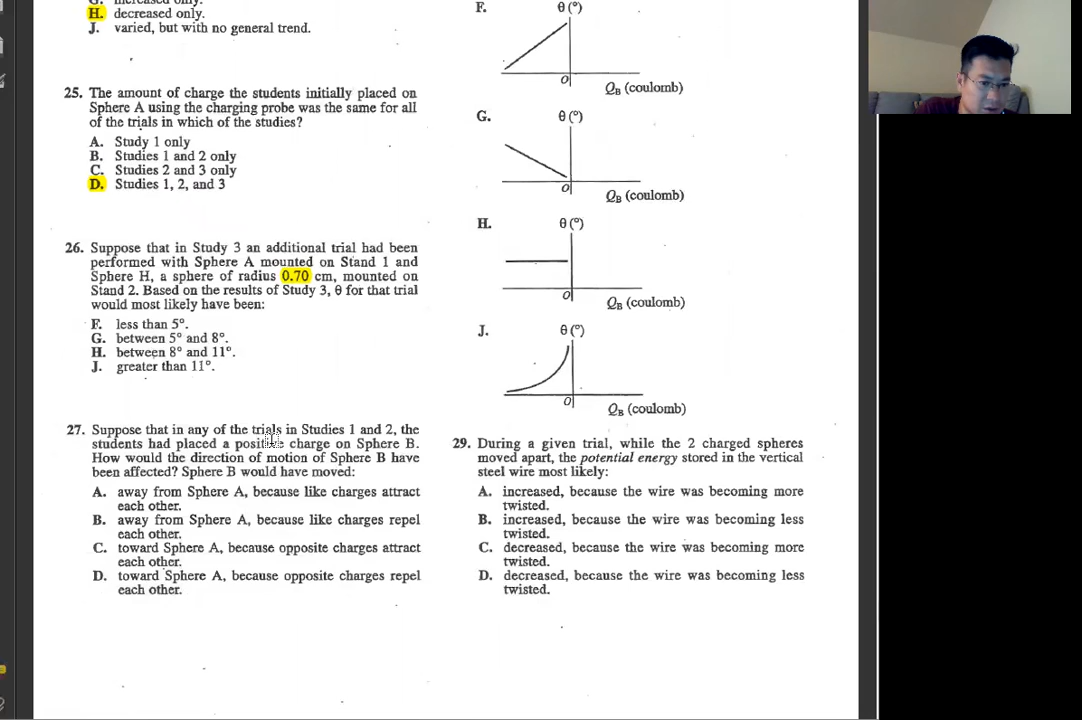 H. decreased only.
J. varied, but with no general trend.
25. The amount of charge the students initially placed on
Sphere A using the charging probe was the same for all
of the trials in which of the studies?
A. Study 1 only
B. Studies 1 and 2 only
C. Studies 2 and 3 only
D. Studies 1, 2, and 3
26. Suppose that in Study 3 an additional trial had been
performed with Sphere A mounted on Stand 1 and
Sphere H, a sphere of radius 0.70 cm, mounted on
Stand 2. Based on the results of Study 3, θ for that trial
would most likely have been:
F. less than 5°.
G. between 5° and 8°.
H. between 8° and 11°.
J. greater than 11°.
27. Suppose that in any of the trials in Studies 1 and 2, the
students had placed a positive charge on Sphere B.
How would the direction of motion of Sphere B have
been affected? Sphere B would have moved:
A. away from Sphere A, because like charges attract
each other.
B. away from Sphere A, because like charges repel
each other.
C. toward Sphere A, because opposite charges attract
each other.
D. toward Sphere A, because opposite charges repel
each other.
F. θ (°)
O
QB (coulomb)
G. θ (°)
O
QB (coulomb)
H. θ (°)
O
QB (coulomb)
J. θ (°)
O
QB (coulomb)
29. During a given trial, while the 2 charged spheres
moved apart, the potential energy stored in the vertical
steel wire most likely:
A. increased, because the wire was becoming more
twisted.
B. increased, because the wire was becoming less
twisted.
C. decreased, because the wire was becoming more
twisted.
D. decreased, because the wire was becoming less
twisted.